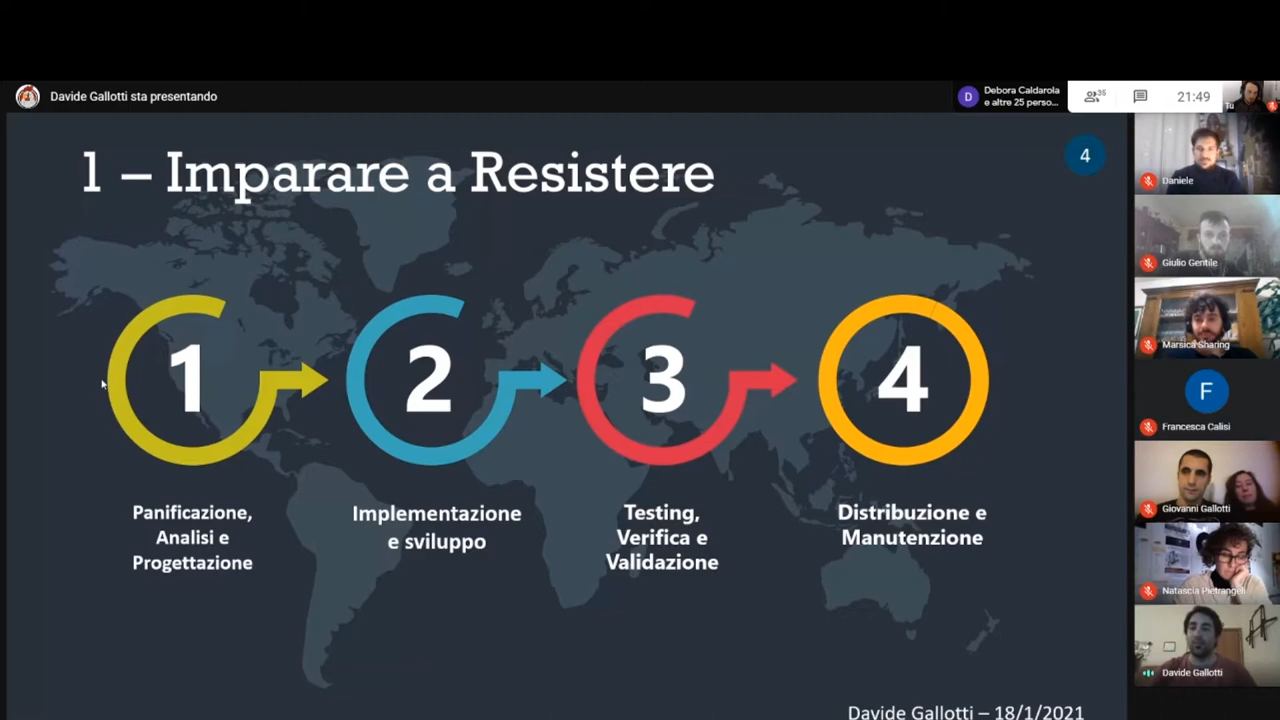 Davide Gallotti sta presentando
Debora Caldarola
e altre 25 perso...
D
35
21:49
Tu
1 – Imparare a Resistere
4
Daniele
Giulio Gentile
Marsica Sharing
F
Francesca Calisi
Giovanni Gallotti
Natascia Pietrangeli
Davide Gallotti
1
2
3
4
Panificazione,
Analisi e
Progettazione
Implementazione
e sviluppo
Testing,
Verifica e
Validazione
Distribuzione e
Manutenzione
Davide Gallotti – 18/1/2021